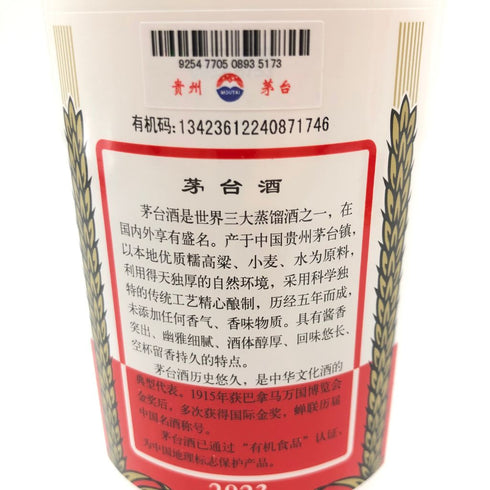 9254 7705 0893 5173
贵州 MOUTAI 茅台
有机码:13423612240871746
茅台酒
茅台酒是世界三大蒸馏酒之一，在
国内外享有盛名。产于中国贵州茅台镇，
以本地优质糯高粱、小麦、水为原料，
利用得天独厚的自然环境，采用科学独
特的传统工艺精心酿制，历经五年而成，
未添加任何香气、香味物质。具有酱香
突出、幽雅细腻、酒体醇厚、回味悠长、
空杯留香持久的特点。
茅台酒历史悠久，是中华文化酒的
典型代表。1915年获巴拿马万国博览会
金奖后，多次获得国际金奖，蝉联历届
中国名酒称号。
茅台酒已通过“有机食品”认证、
为中国地理标志保护产品。
2023